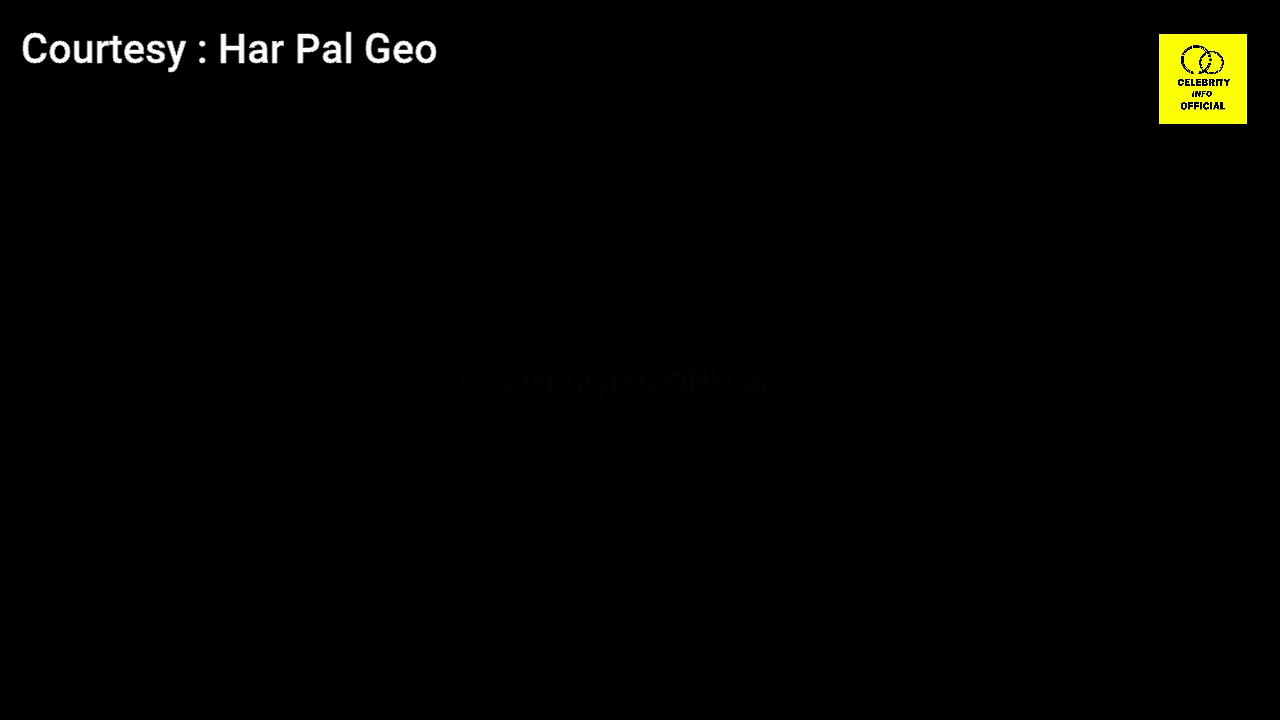 Courtesy : Har Pal Geo
CELEBRITY
INFO
OFFICIAL
@CelebrityInfoOfficial